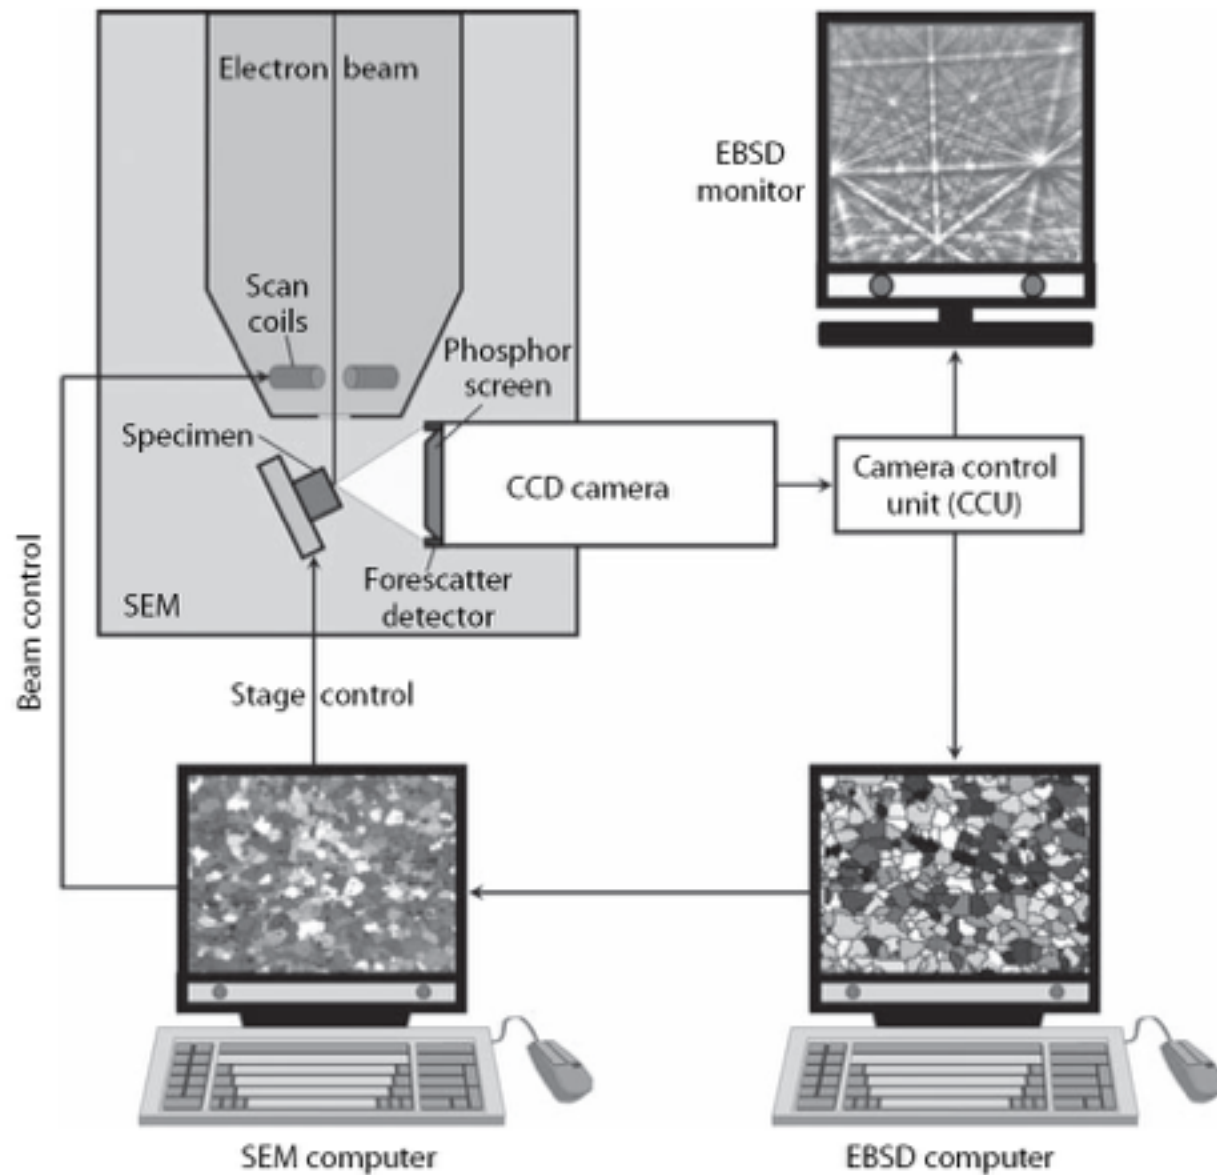 Electron beam
EBSD
monitor
Scan
coils
Phosphor
screen
Specimen
CCD camera
Camera control
unit (CCU)
Forescatter
detector
SEM
Beam control
Stage control
SEM computer
EBSD computer